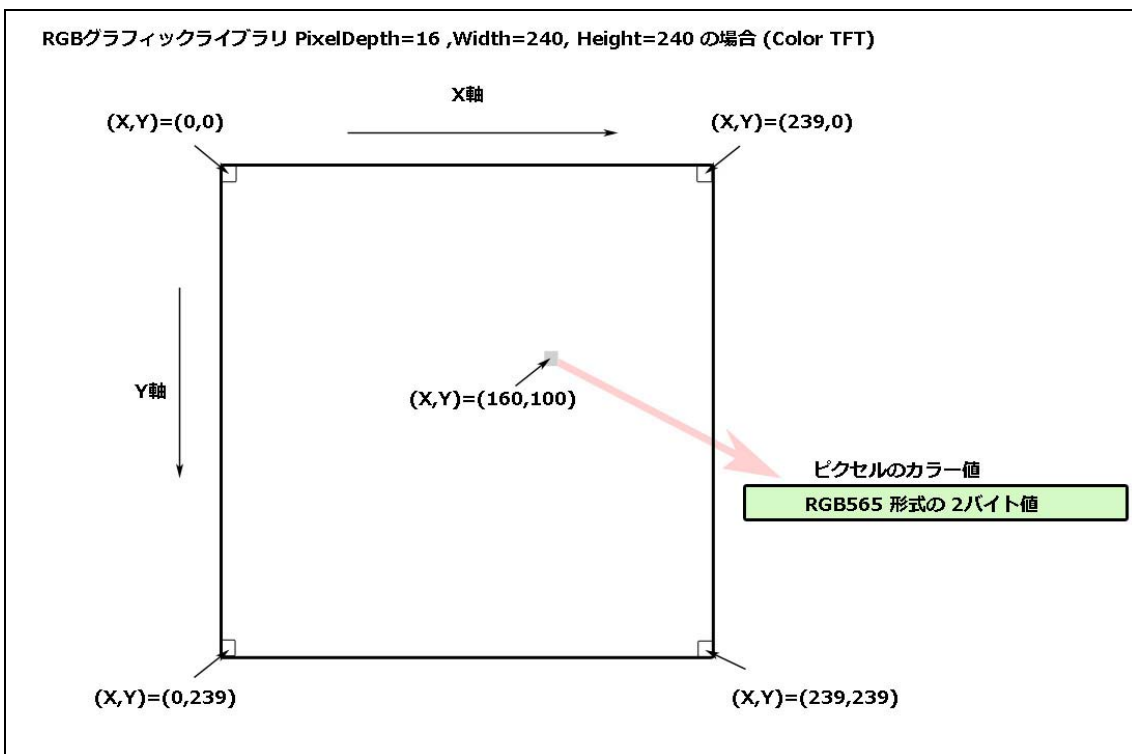 RGBグラフィックライブラリ PixelDepth=16 ,Width=240, Height=240 の場合 (Color TFT)
X軸
(X,Y)=(0,0)
(X,Y)=(239,0)
Y軸
(X,Y)=(160,100)
ピクセルのカラー値
RGB565 形式の 2バイト値
(X,Y)=(0,239)
(X,Y)=(239,239)